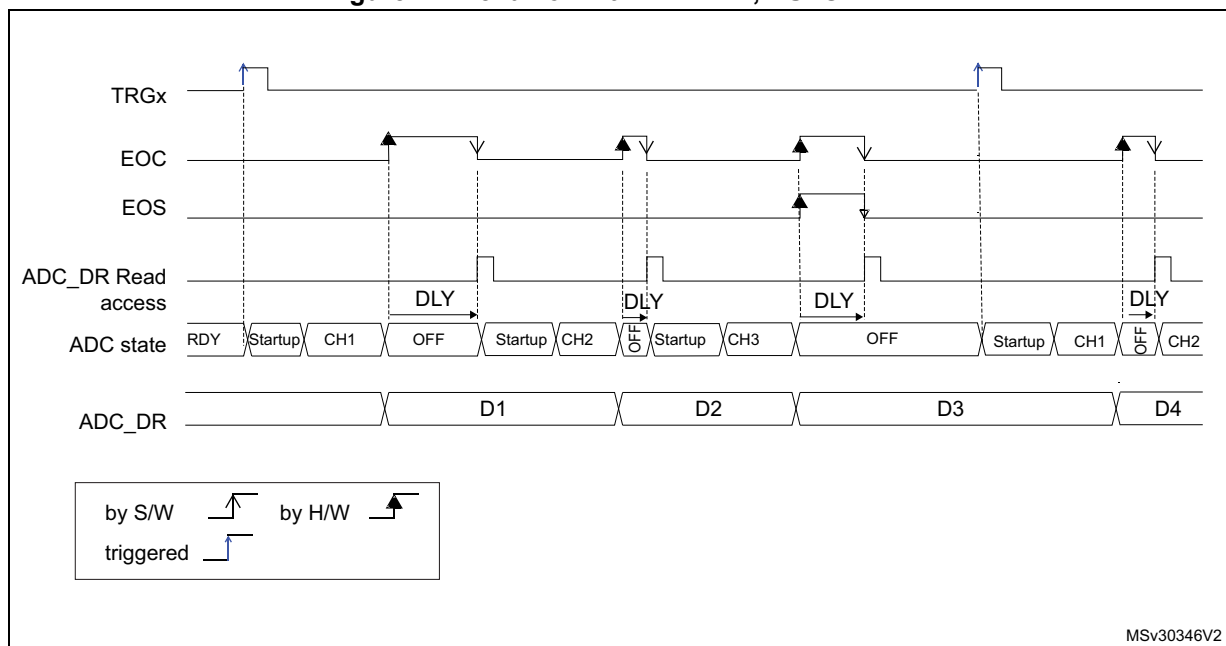 TRGx
EOC
EOS
ADC_DR Read
access
DLY DLY DLY DLY
ADC state RDY Startup CH1 OFF Startup CH2 OFF Startup CH3 OFF Startup CH1 OFF CH2
ADC_DR D1 D2 D3 D4
by S/W by H/W
triggered
MSv30346V2